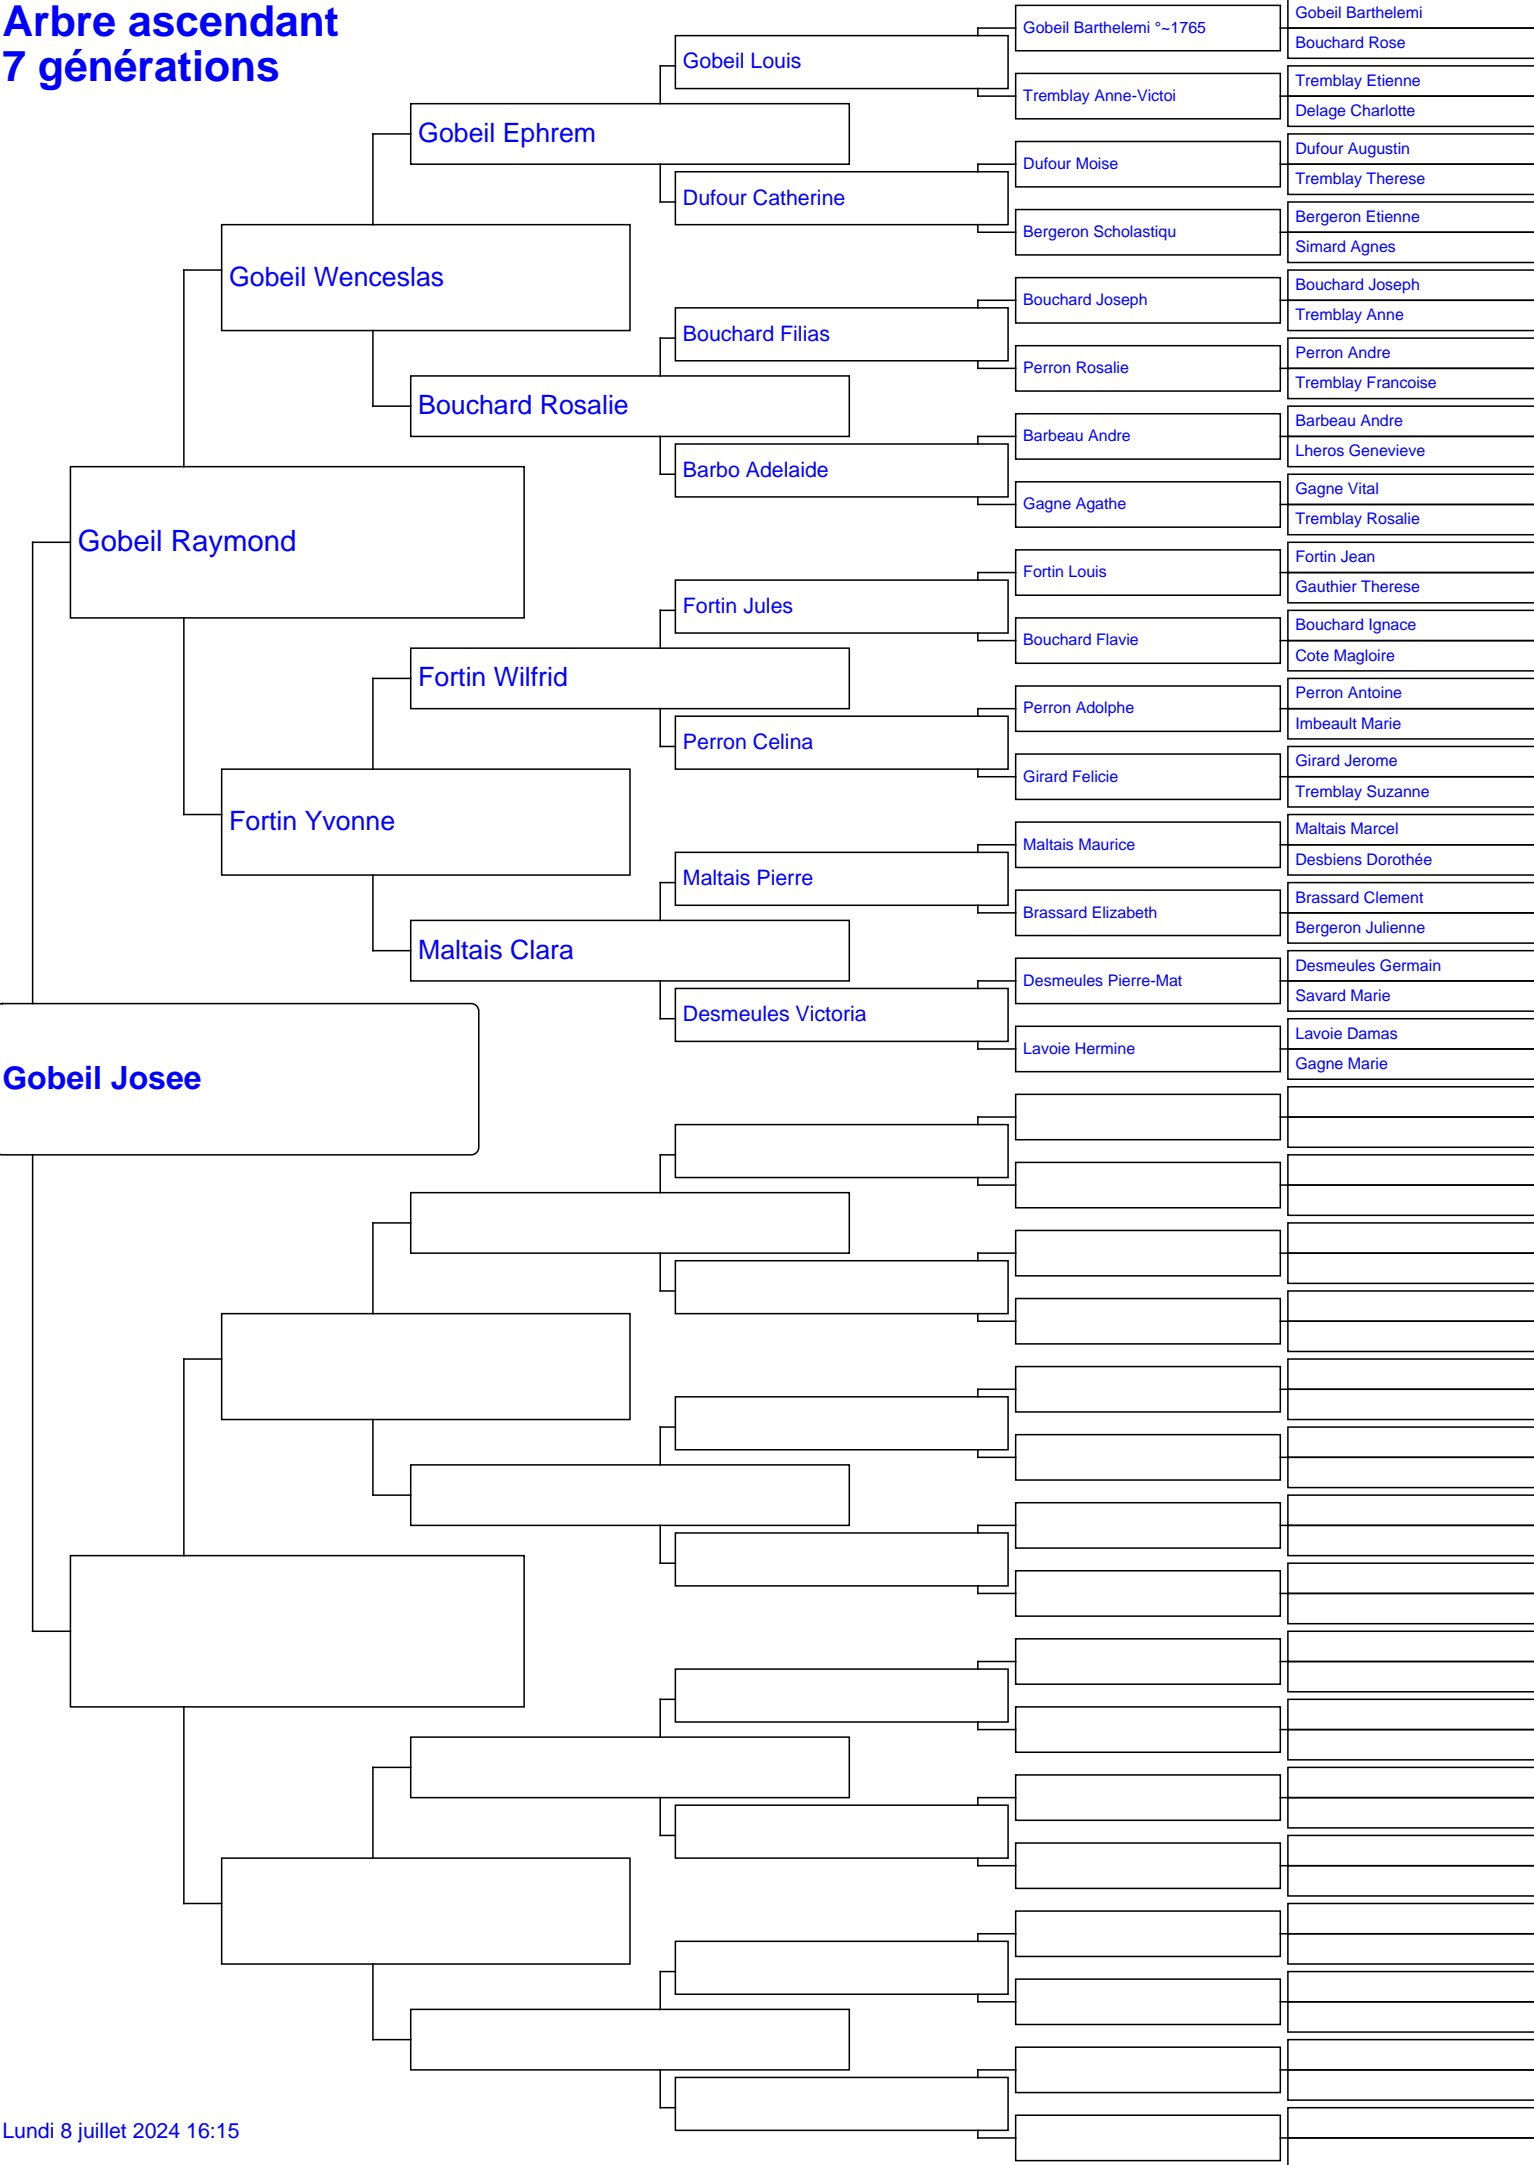 Arbre ascendant
7 générations
Gobeil Josee
Gobeil Raymond
Gobeil Wenceslas
Fortin Yvonne
Gobeil Ephrem
Bouchard Rosalie
Fortin Wilfrid
Maltais Clara
Gobeil Louis
Dufour Catherine
Bouchard Filias
Barbo Adelaide
Fortin Jules
Perron Celina
Maltais Pierre
Desmeules Victoria
Gobeil Barthelemi °~1765
Tremblay Anne-Victoi
Dufour Moise
Bergeron Scholastiqu
Bouchard Joseph
Perron Rosalie
Barbeau Andre
Gagne Agathe
Fortin Louis
Bouchard Flavie
Perron Adolphe
Girard Felicie
Maltais Maurice
Brassard Elizabeth
Desmeules Pierre-Mat
Lavoie Hermine
Gobeil Barthelemi
Bouchard Rose
Tremblay Etienne
Delage Charlotte
Dufour Augustin
Tremblay Therese
Bergeron Etienne
Simard Agnes
Bouchard Joseph
Tremblay Anne
Perron Andre
Tremblay Francoise
Barbeau Andre
Lheros Genevieve
Gagne Vital
Tremblay Rosalie
Fortin Jean
Gauthier Therese
Bouchard Ignace
Cote Magloire
Perron Antoine
Imbeault Marie
Girard Jerome
Tremblay Suzanne
Maltais Marcel
Desbiens Dorothée
Brassard Clement
Bergeron Julienne
Desmeules Germain
Savard Marie
Lavoie Damas
Gagne Marie
Lundi 8 juillet 2024 16:15